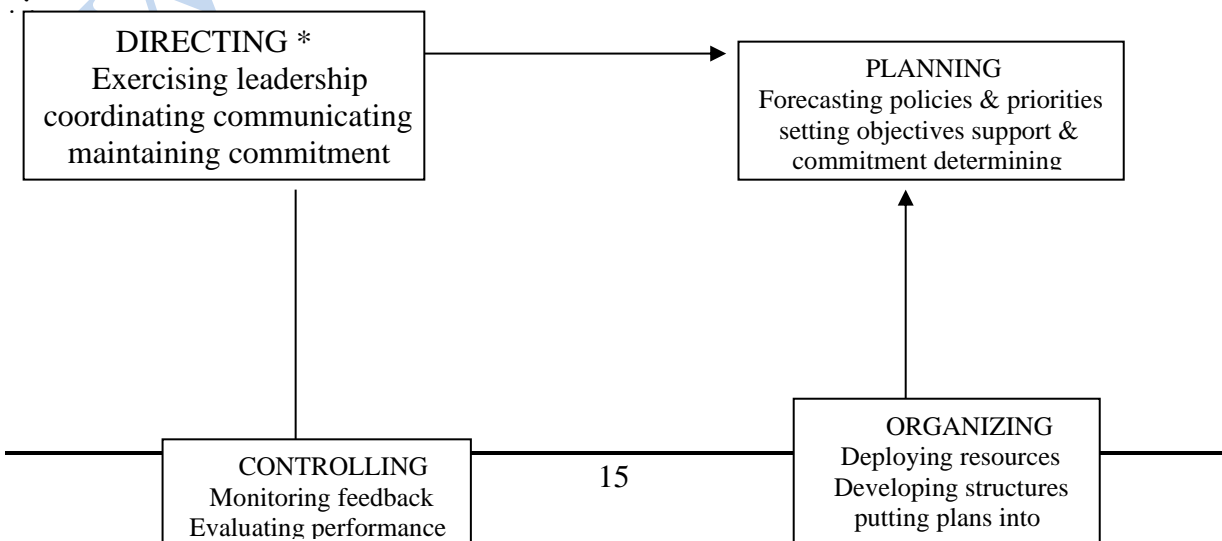 DIRECTING *
Exercising leadership
coordinating communicating
maintaining commitment
PLANNING
Forecasting policies & priorities
setting objectives support &
commitment determining
CONTROLLING
Monitoring feedback
Evaluating performance
15
ORGANIZING
Deploying resources
Developing structures
putting plans into